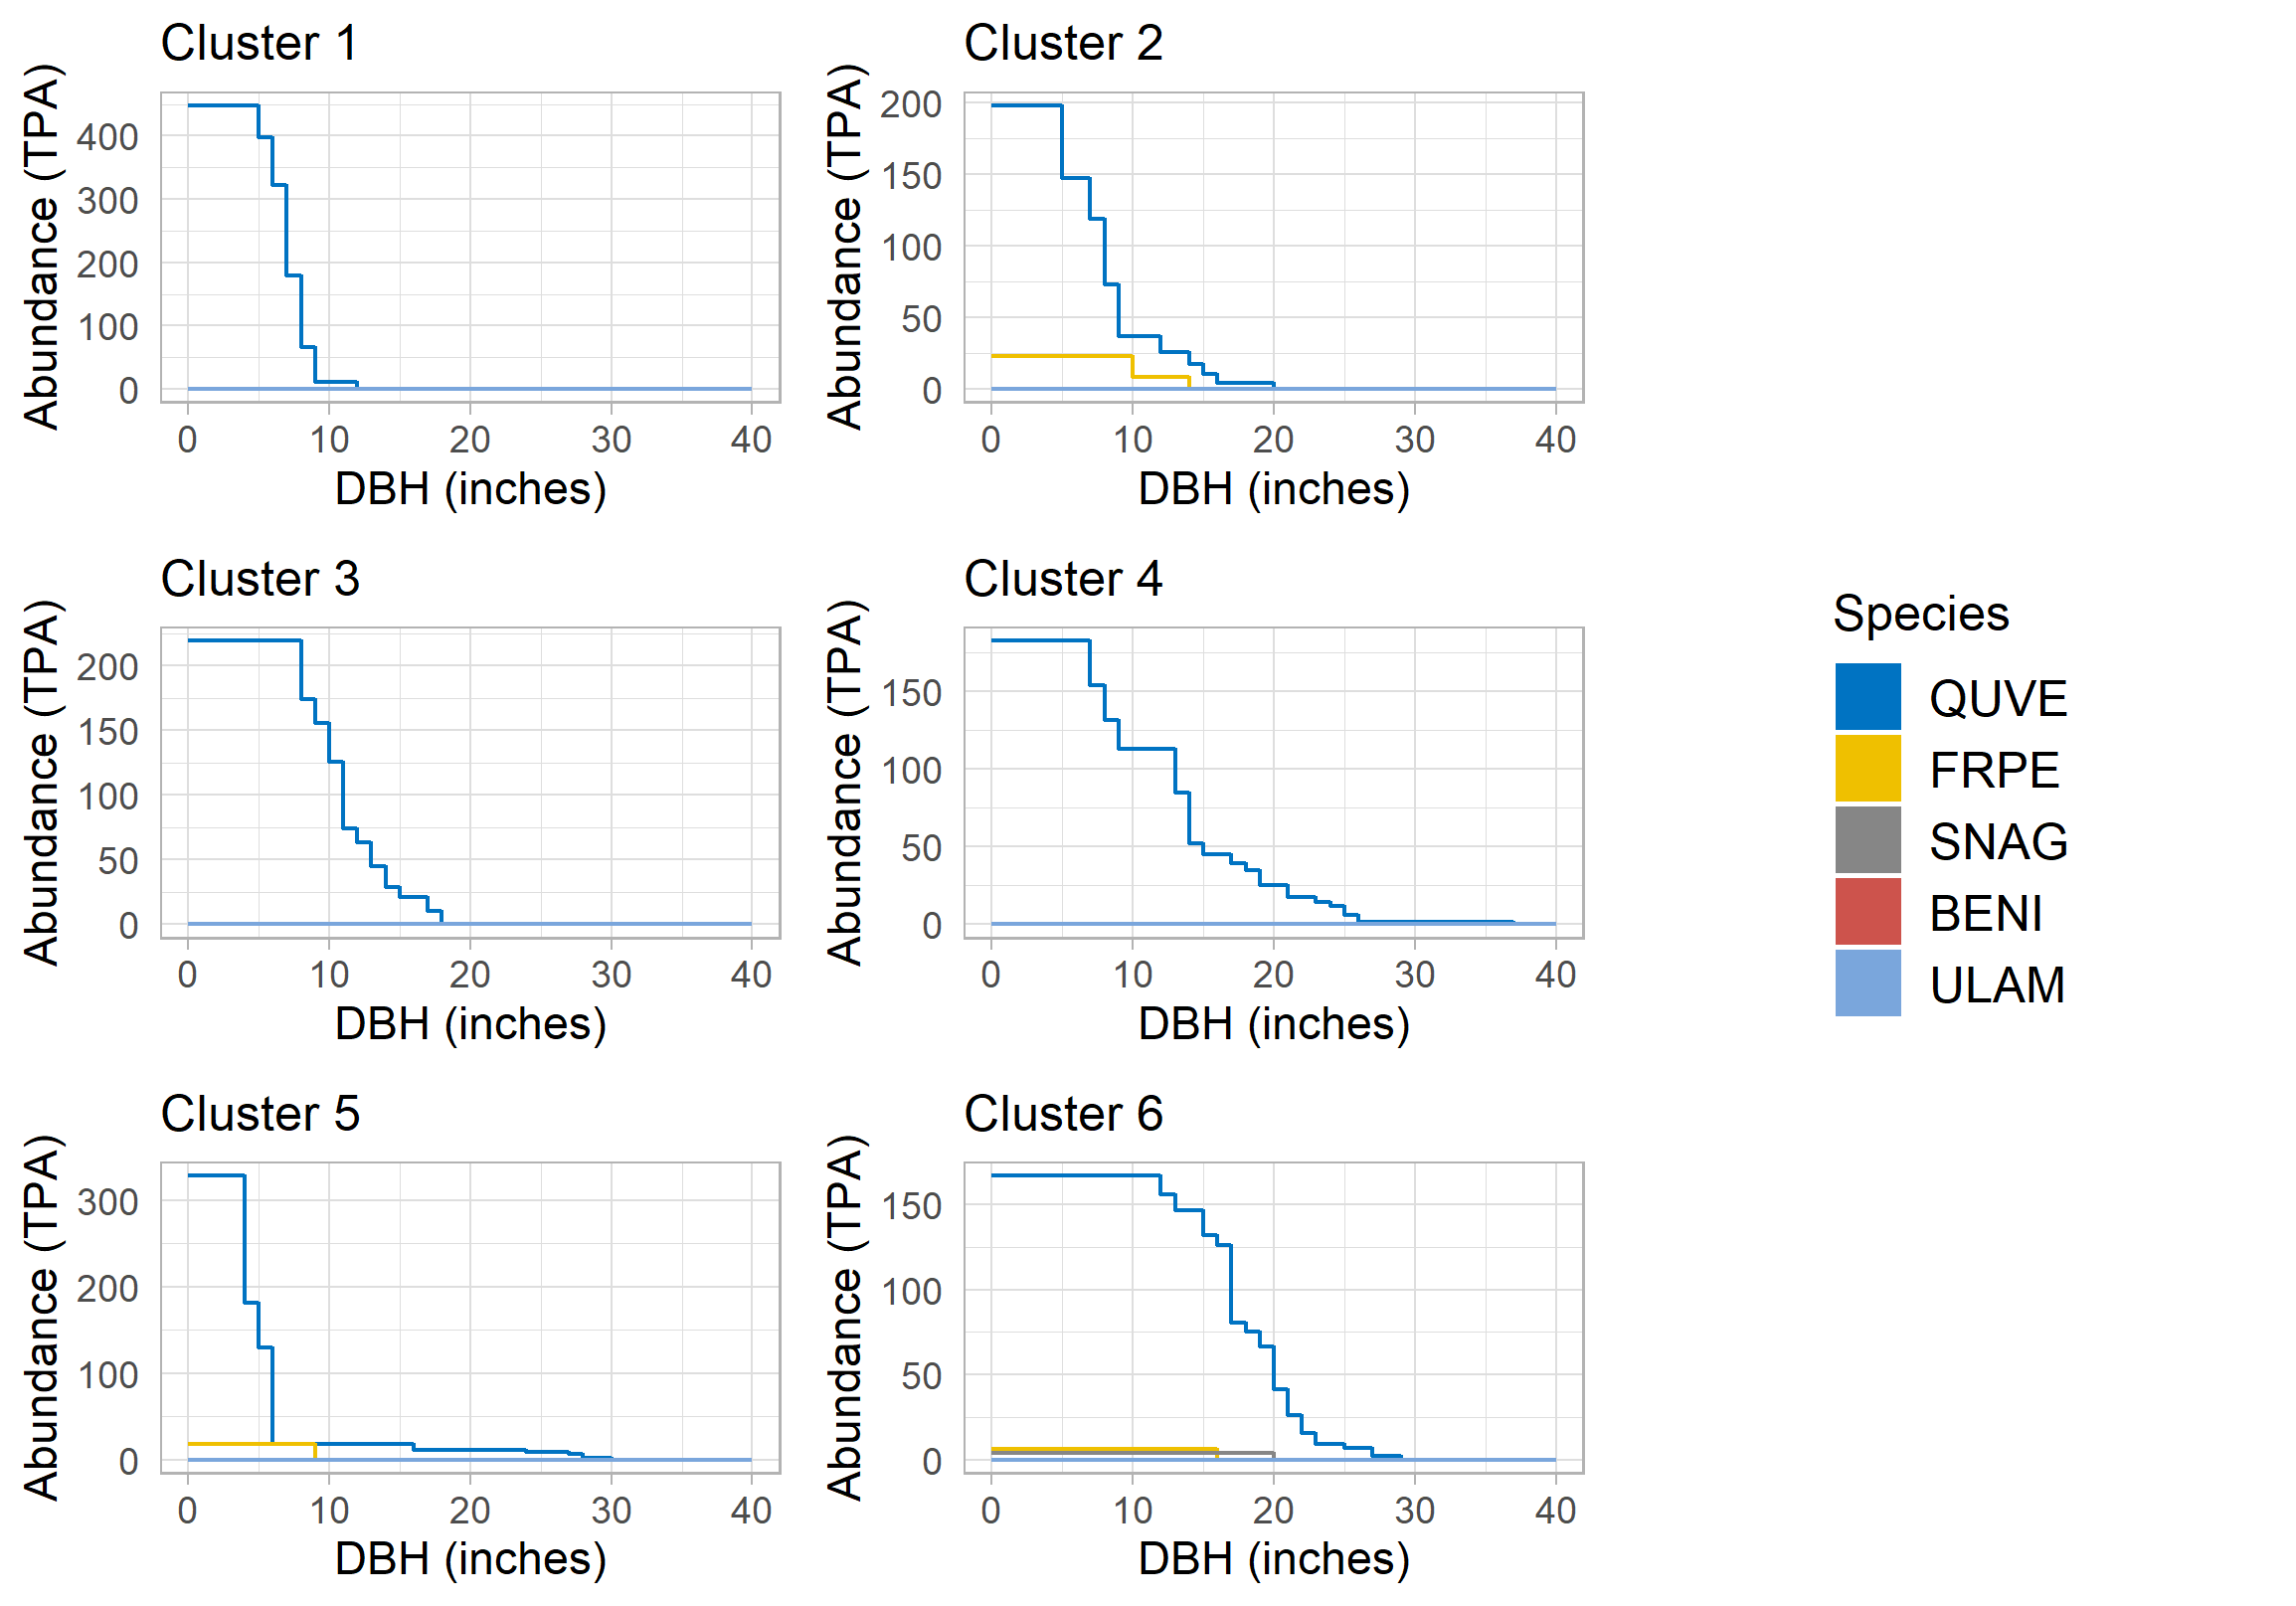 Cluster 1
Abundance (TPA)
400
300
200
100
0
0 10 20 30 40
DBH (inches)
Cluster 2
Abundance (TPA)
200
150
100
50
0
0 10 20 30 40
DBH (inches)
Cluster 3
Abundance (TPA)
200
150
100
50
0
0 10 20 30 40
DBH (inches)
Cluster 4
Abundance (TPA)
150
100
50
0
0 10 20 30 40
DBH (inches)
Species
QUVE
FRPE
SNAG
BENI
ULAM
Cluster 5
Abundance (TPA)
300
200
100
0
0 10 20 30 40
DBH (inches)
Cluster 6
Abundance (TPA)
150
100
50
0
0 10 20 30 40
DBH (inches)